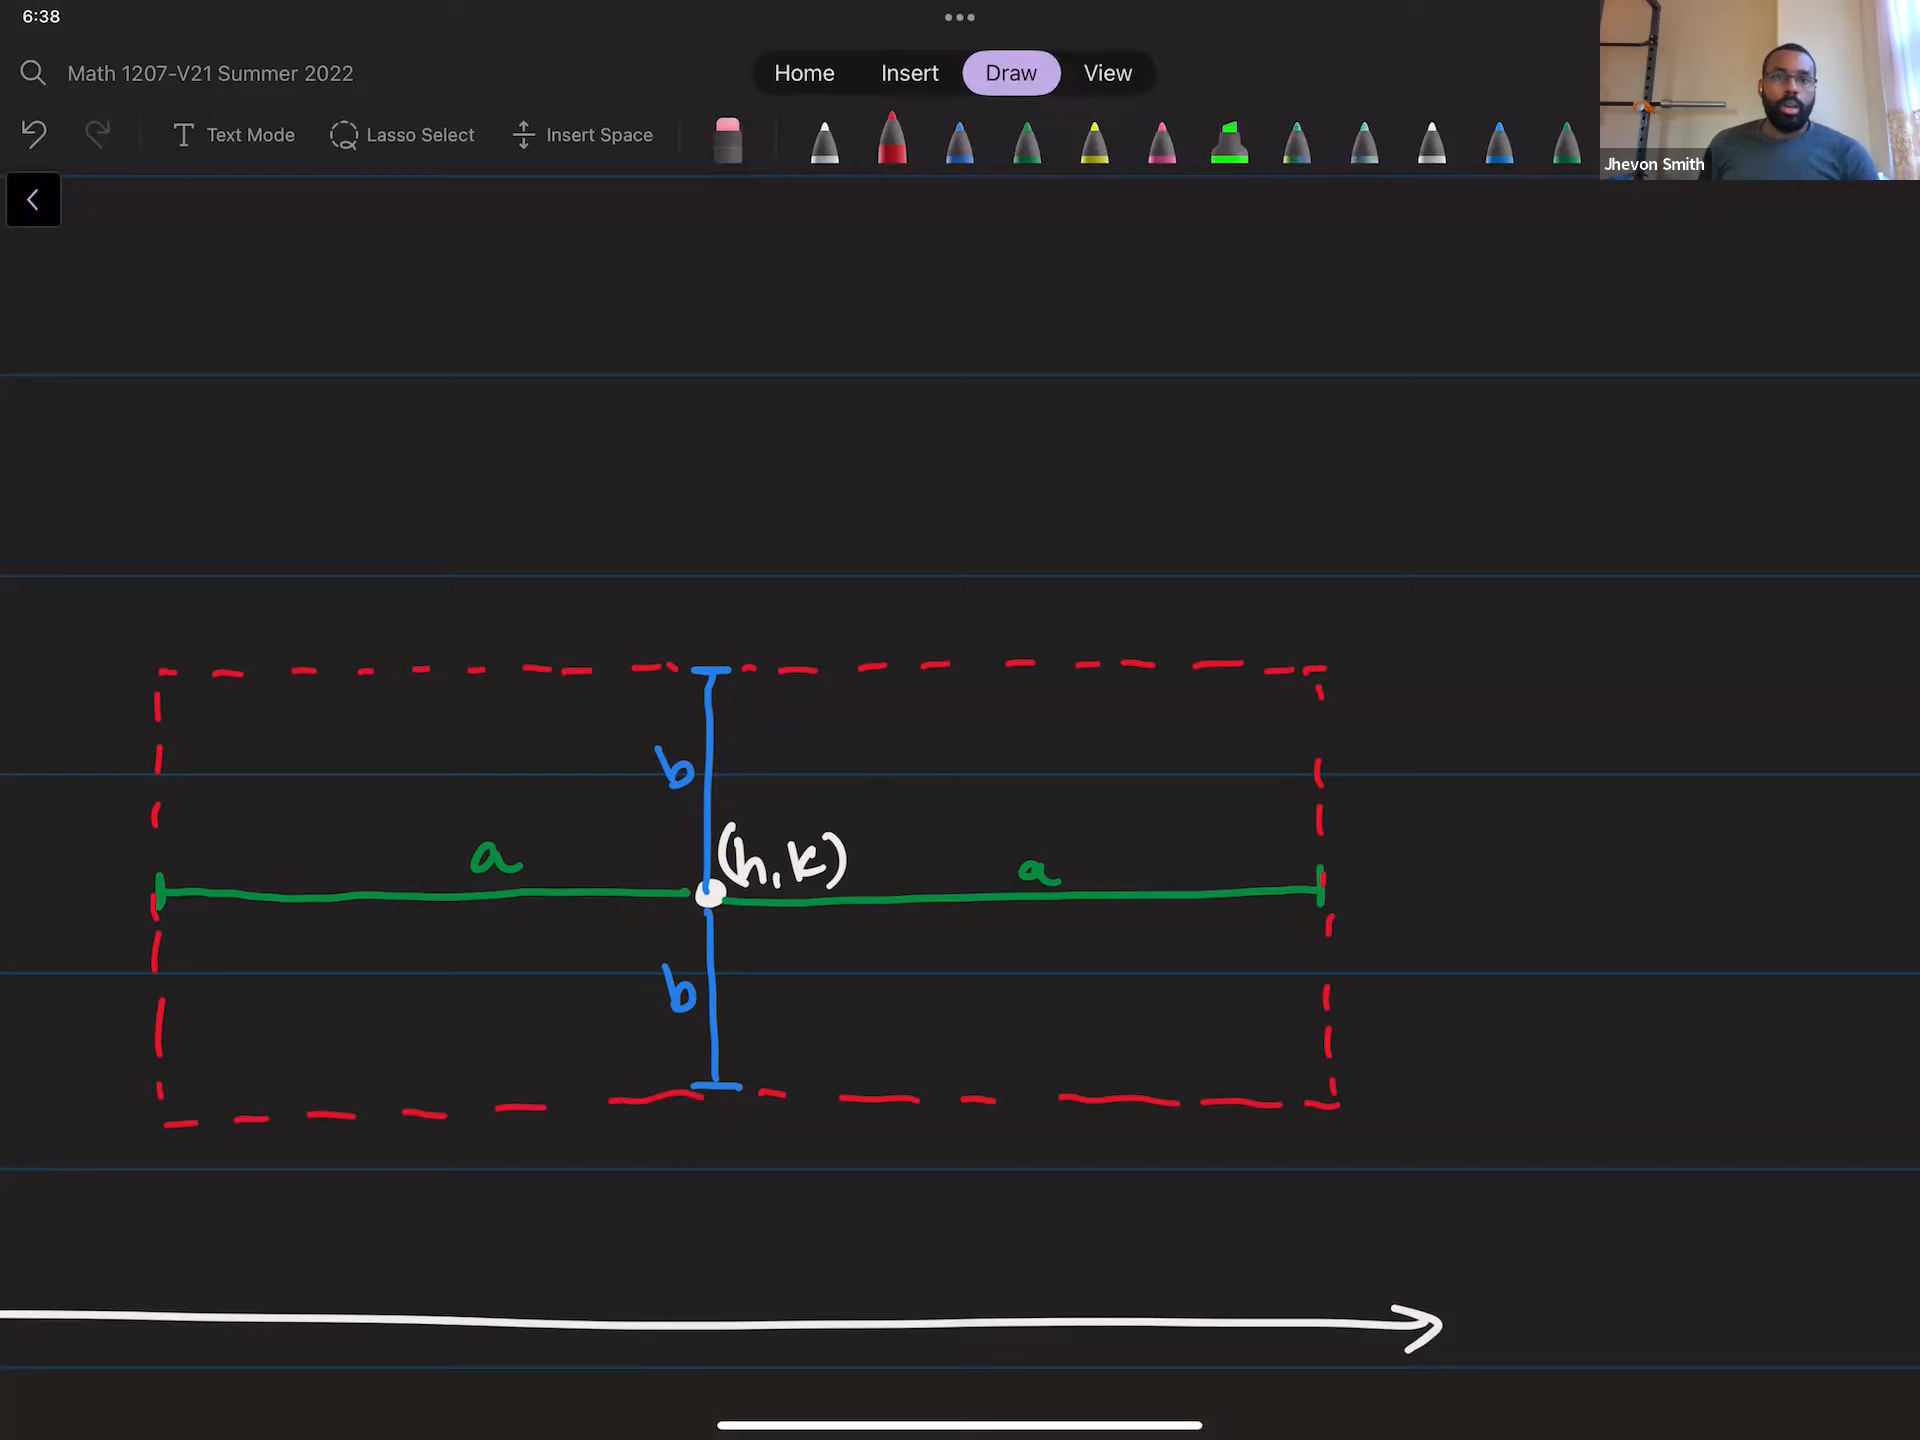 6:38
Math 1207-V21 Summer 2022
Home Insert Draw View
Text Mode Lasso Select Insert Space
Jhevon Smith
b
(h, k)
a
a
b